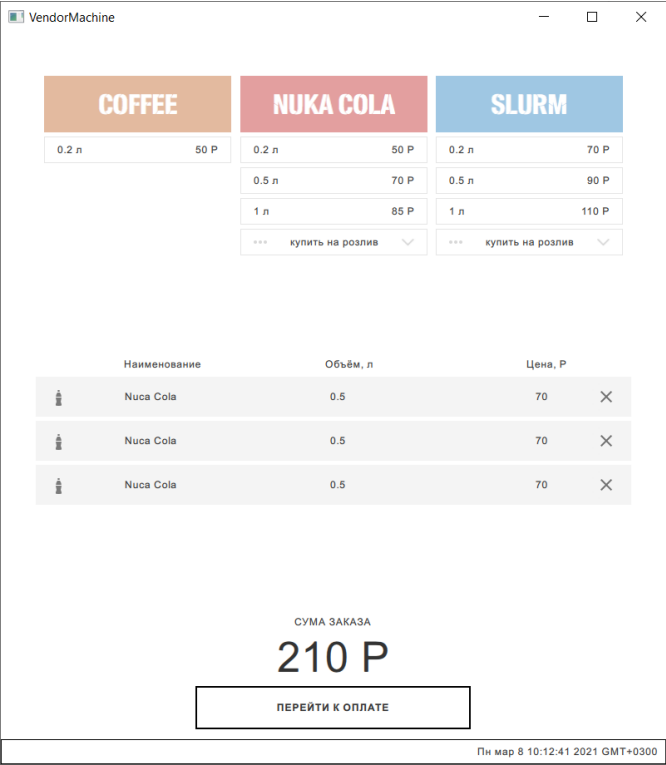 VendorMachine
COFFEE NUKA COLA SLURM
0.2 л 50 Р 0.2 л 50 Р 0.2 л 70 Р
0.5 л 70 Р 0.5 л 90 Р
1 л 85 Р 1 л 110 Р
купить на розлив купить на розлив
Наименование Объём, л Цена, Р
Nuca Cola 0.5 70
Nuca Cola 0.5 70
Nuca Cola 0.5 70
СУМА ЗАКАЗА
210 Р
ПЕРЕЙТИ К ОПЛАТЕ
Пн мар 8 10:12:41 2021 GMT+0300